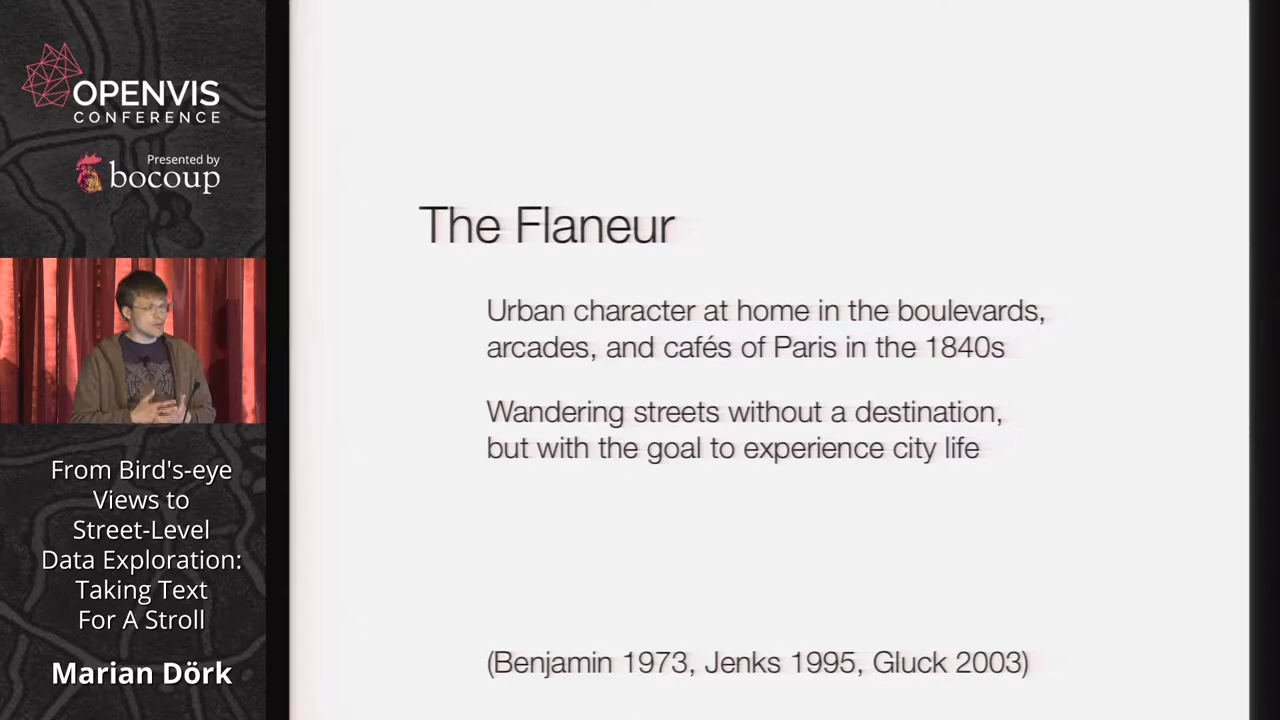 OPENVIS
CONFERENCE
Presented by
bocoup
From Bird's-eye
Views to
Street-Level
Data Exploration:
Taking Text
For A Stroll
Marian Dörk
The Flaneur
Urban character at home in the boulevards,
arcades, and cafés of Paris in the 1840s
Wandering streets without a destination,
but with the goal to experience city life
(Benjamin 1973, Jenks 1995, Gluck 2003)